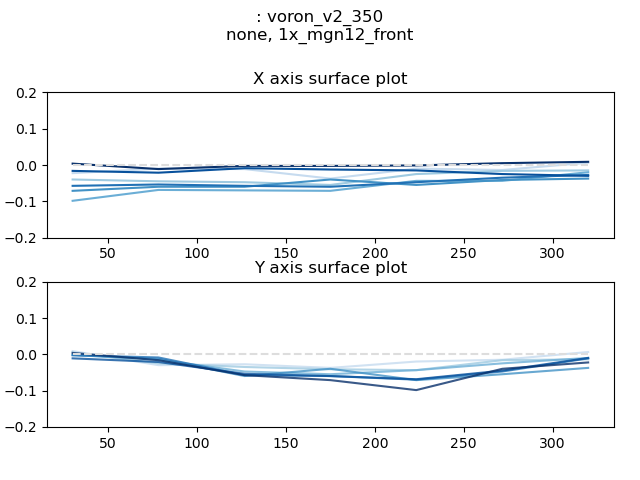 : voron_v2_350
none, 1x_mgn12_front
X axis surface plot
0.2
0.1
0.0
−0.1
−0.2
50 100 150 200 250 300
Y axis surface plot
0.2
0.1
0.0
−0.1
−0.2
50 100 150 200 250 300